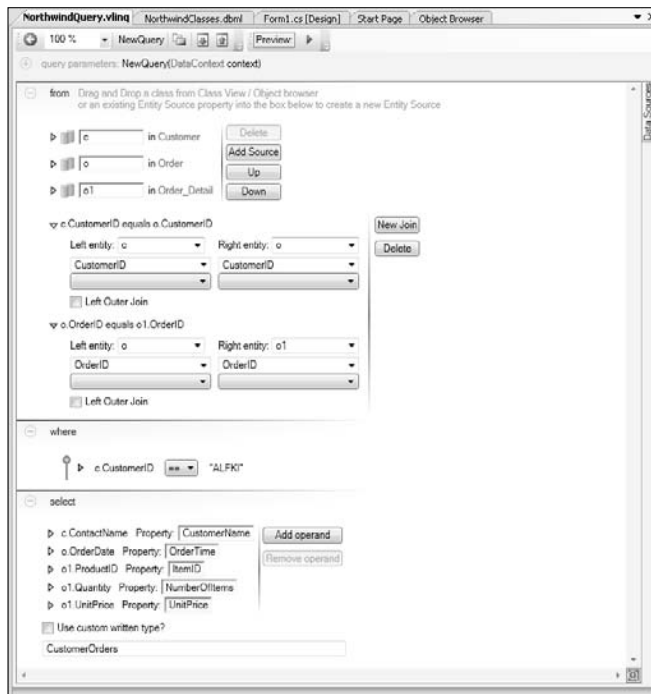 NorthwindQuery.vlinq NorthwindClasses.dbml Form1.cs [Design] Start Page Object Browser
100 % NewQuery Preview
query parameters: NewQuery(DataContext context)
from Drag and Drop a class from Class View / Object browser
or an existing Entity Source property into the box below to create a new Entity Source
c in Customer Delete
Add Source
o in Order Up
o1 in Order_Detail Down
c.CustomerID equals o.CustomerID New Join
Left entity: c Right entity: o Delete
CustomerID CustomerID
Left Outer Join
o.OrderID equals o1.OrderID
Left entity: o Right entity: o1
OrderID OrderID
Left Outer Join
where
c.CustomerID == "ALFKI"
select
c.ContactName Property: CustomerName Add operand
o.OrderDate Property: OrderTime
Remove operand
o1.ProductID Property: ItemID
o1.Quantity Property: NumberOfItems
o1.UnitPrice Property: UnitPrice
Use custom written type?
CustomerOrders
Data Sources